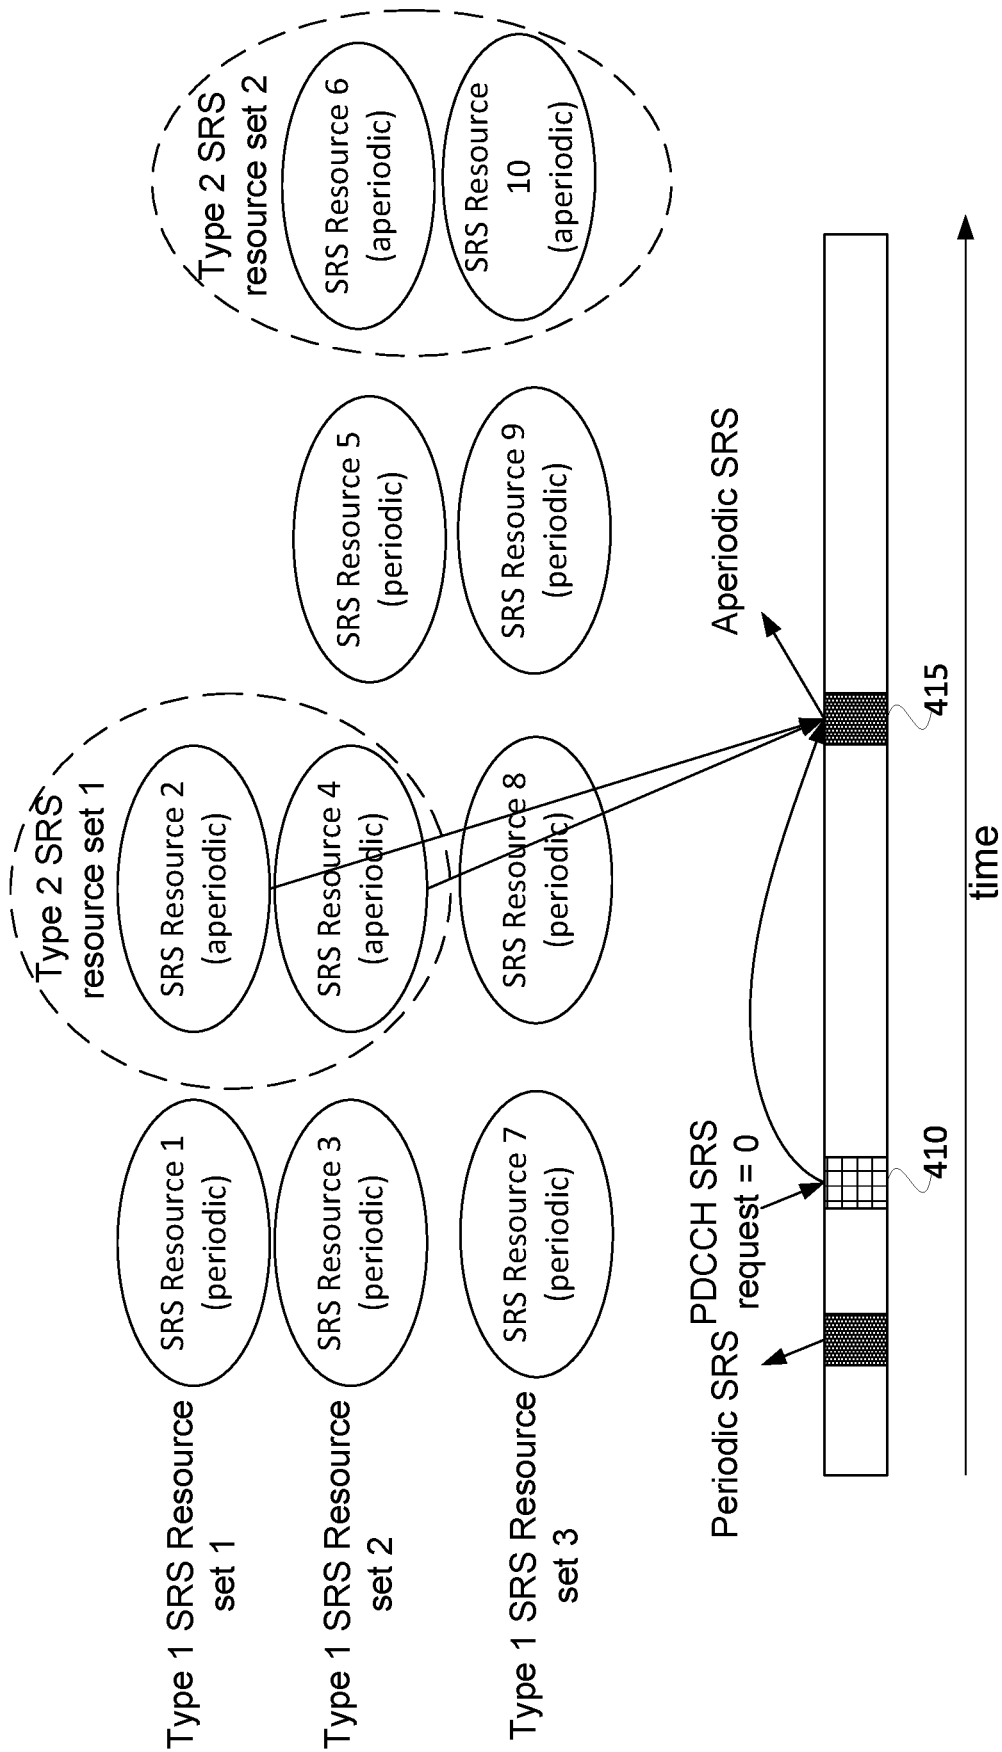 Type 2 SRS
resource set 1
Type 2 SRS
resource set 2
Type 1 SRS Resource
set 1
SRS Resource 1
(periodic)
SRS Resource 2
(aperiodic)
Type 1 SRS Resource
set 2
SRS Resource 3
(periodic)
SRS Resource 4
(aperiodic)
SRS Resource 5
(periodic)
SRS Resource 6
(aperiodic)
Type 1 SRS Resource
set 3
SRS Resource 7
(periodic)
SRS Resource 8
(periodic)
SRS Resource 9
(periodic)
SRS Resource
10
(aperiodic)
Periodic SRS
PDCCH SRS
request = 0
Aperiodic SRS
410
415
time